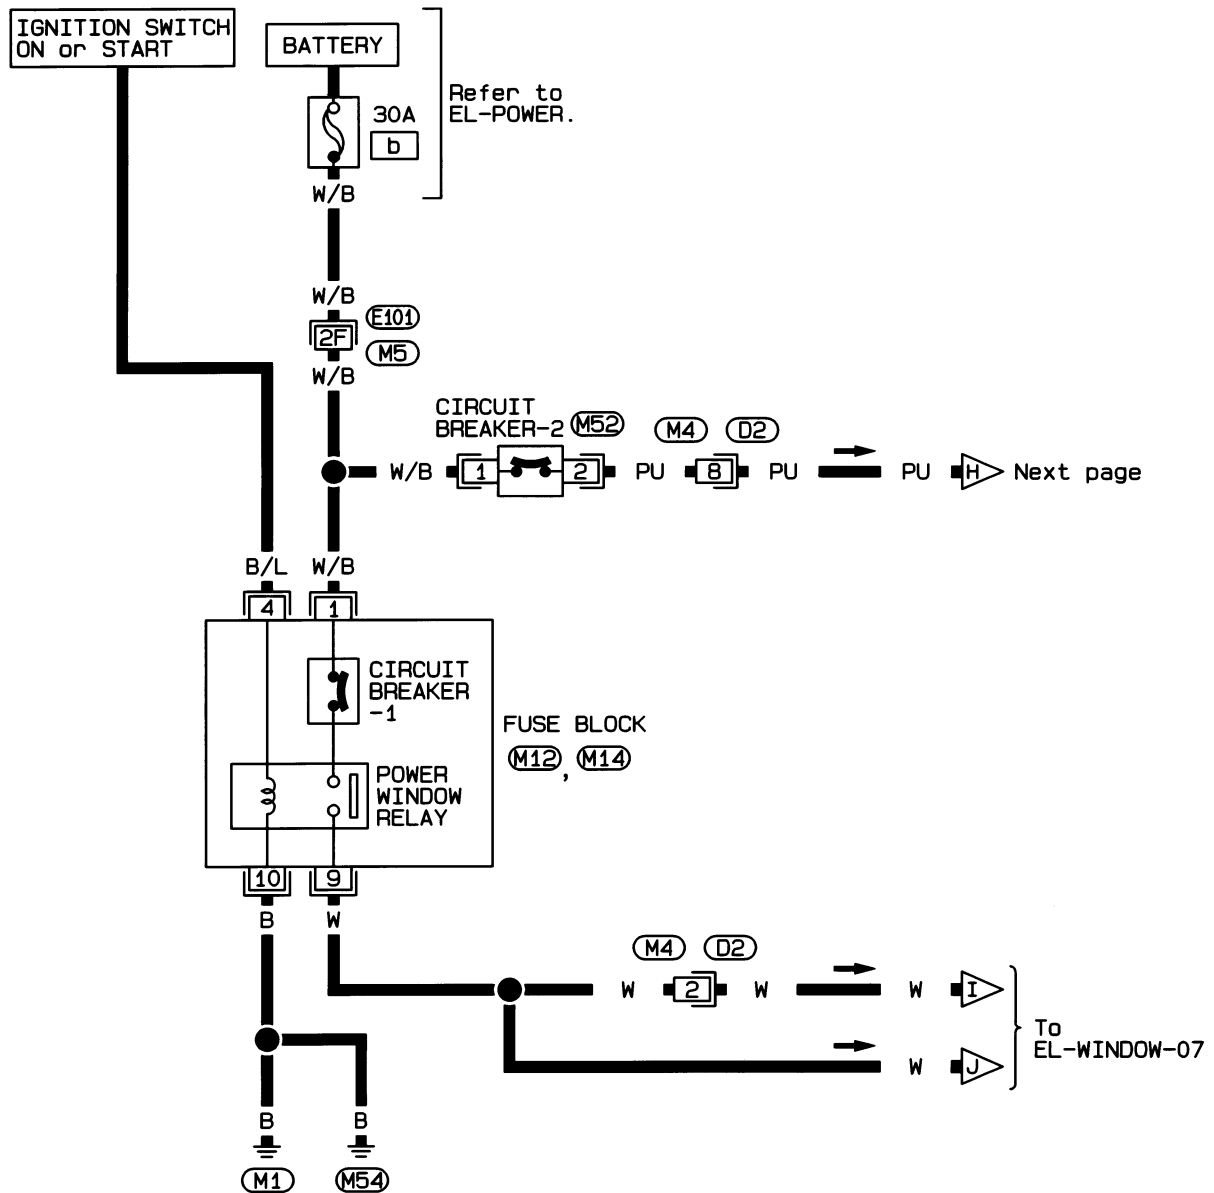 IGNITION SWITCH
ON or START
BATTERY
30A
b
Refer to
EL-POWER.
W/B
W/B
E101
2F
M5
W/B
CIRCUIT
BREAKER-2
M52
M4
D2
W/B
1
2
PU
8
PU
PU
H
Next page
B/L
W/B
4
1
CIRCUIT
BREAKER
-1
FUSE BLOCK
M12, M14
POWER
WINDOW
RELAY
10
9
B
W
M4
D2
W
2
W
W
I
To
EL-WINDOW-07
W
J
B
B
M1
M54